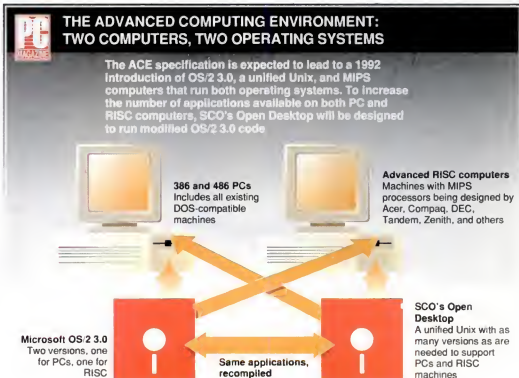 PC
MAGAZINE
THE ADVANCED COMPUTING ENVIRONMENT:
TWO COMPUTERS, TWO OPERATING SYSTEMS
The ACE specification is expected to lead to a 1992
introduction of OS/2 3.0, a unified Unix, and MIPS
computers that run both operating systems. To increase
the number of applications available on both PC and
RISC computers, SCO's Open Desktop will be designed
to run modified OS/2 3.0 code
386 and 486 PCs
Includes all existing
DOS-compatible
machines
Advanced RISC computers
Machines with MIPS
processors being designed by
Acer, Compaq, DEC,
Tandem, Zenith, and others
Microsoft OS/2 3.0
Two versions, one
for PCs, one for
RISC
Same applications,
recompiled
SCO's Open
Desktop
A unified Unix with as
many versions as are
needed to support
PCs and RISC
machines